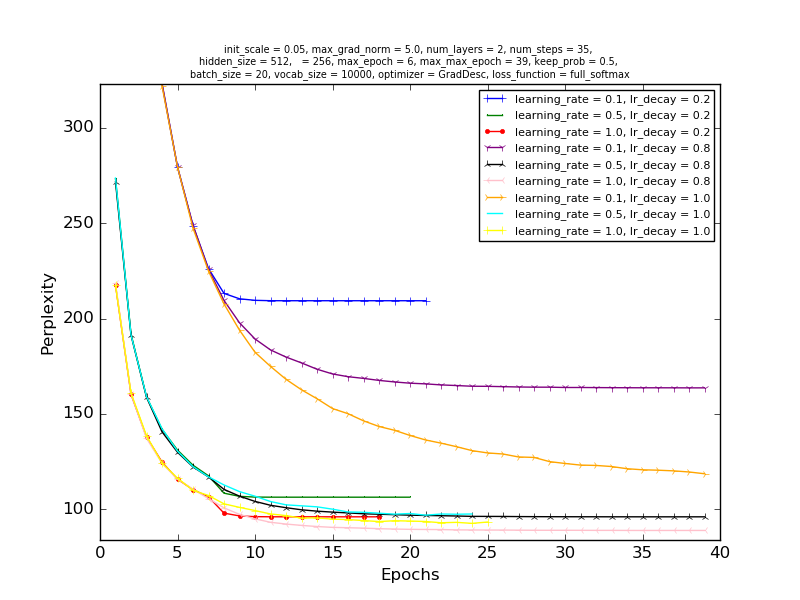 init_scale = 0.05, max_grad_norm = 5.0, num_layers = 2, num_steps = 35,
hidden_size = 512,   = 256, max_epoch = 6, max_max_epoch = 39, keep_prob = 0.5,
batch_size = 20, vocab_size = 10000, optimizer = GradDesc, loss_function = full_softmax
learning_rate = 0.1, lr_decay = 0.2
learning_rate = 0.5, lr_decay = 0.2
learning_rate = 1.0, lr_decay = 0.2
learning_rate = 0.1, lr_decay = 0.8
learning_rate = 0.5, lr_decay = 0.8
learning_rate = 1.0, lr_decay = 0.8
learning_rate = 0.1, lr_decay = 1.0
learning_rate = 0.5, lr_decay = 1.0
learning_rate = 1.0, lr_decay = 1.0
300
250
200
150
100
Perplexity
0 5 10 15 20 25 30 35 40
Epochs